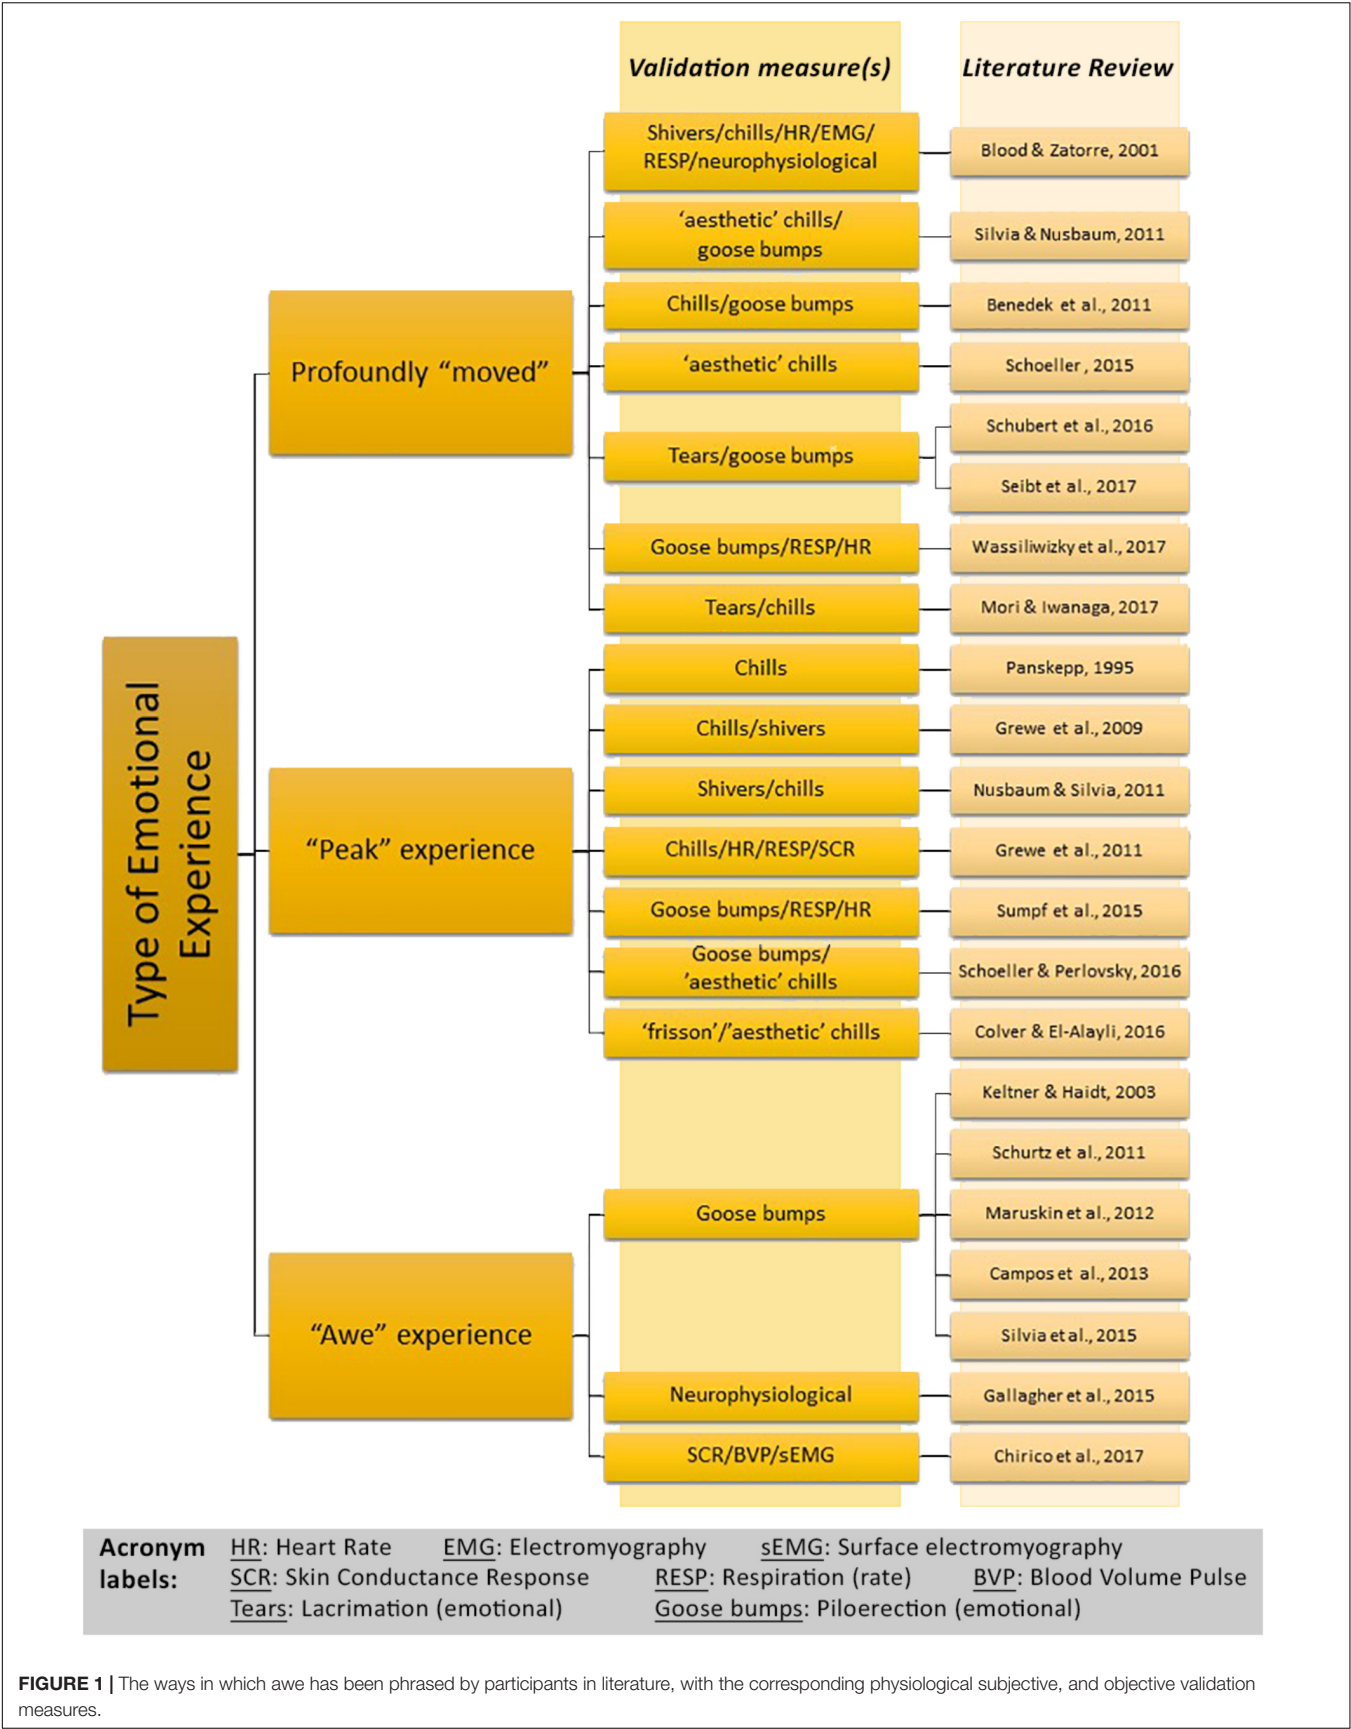 Validation measure(s)
Literature Review
Type of Emotional
Experience
Profoundly “moved”
Shivers/chills/HR/EMG/
RESP/neurophysiological
Blood & Zatorre, 2001
‘aesthetic’ chills/
goose bumps
Silvia & Nusbaum, 2011
Chills/goose bumps
Benedek et al., 2011
‘aesthetic’ chills
Schoeller, 2015
Tears/goose bumps
Schubert et al., 2016
Seibt et al., 2017
Goose bumps/RESP/HR
Wassiliwizky et al., 2017
Tears/chills
Mori & Iwanaga, 2017
“Peak” experience
Chills
Panskepp, 1995
Chills/shivers
Grewe et al., 2009
Shivers/chills
Nusbaum & Silvia, 2011
Chills/HR/RESP/SCR
Grewe et al., 2011
Goose bumps/RESP/HR
Sumpf et al., 2015
Goose bumps/
’aesthetic’ chills
Schoeller & Perlovsky, 2016
‘frisson’/’aesthetic’ chills
Colver & El-Alayli, 2016
“Awe” experience
Goose bumps
Keltner & Haidt, 2003
Schurtz et al., 2011
Maruskin et al., 2012
Campos et al., 2013
Silvia et al., 2015
Neurophysiological
Gallagher et al., 2015
SCR/BVP/sEMG
Chirico et al., 2017
Acronym labels:
HR: Heart Rate EMG: Electromyography sEMG: Surface electromyography
SCR: Skin Conductance Response RESP: Respiration (rate) BVP: Blood Volume Pulse
Tears: Lacrimation (emotional) Goose bumps: Piloerection (emotional)
FIGURE 1 | The ways in which awe has been phrased by participants in literature, with the corresponding physiological subjective, and objective validation
measures.